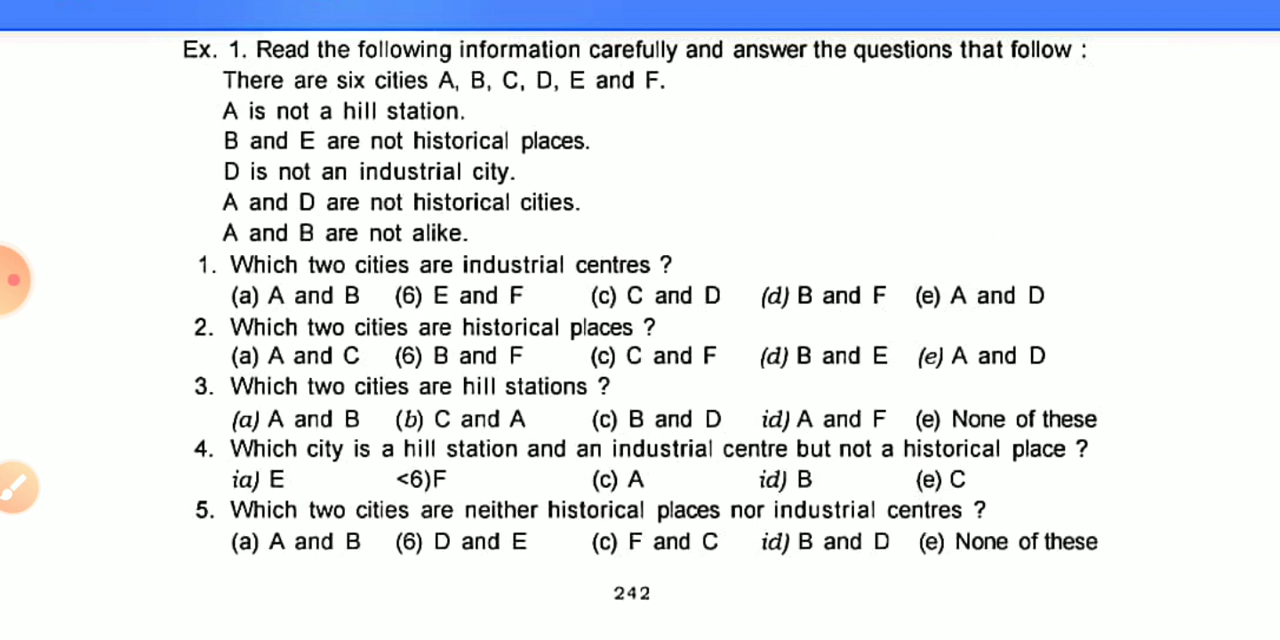 Ex. 1. Read the following information carefully and answer the questions that follow :
There are six cities A, B, C, D, E and F.
A is not a hill station.
B and E are not historical places.
D is not an industrial city.
A and D are not historical cities.
A and B are not alike.
1. Which two cities are industrial centres ?
(a) A and B (6) E and F (c) C and D (d) B and F (e) A and D
2. Which two cities are historical places ?
(a) A and C (6) B and F (c) C and F (d) B and E (e) A and D
3. Which two cities are hill stations ?
(a) A and B (b) C and A (c) B and D id) A and F (e) None of these
4. Which city is a hill station and an industrial centre but not a historical place ?
ia) E <6)F (c) A id) B (e) C
5. Which two cities are neither historical places nor industrial centres ?
(a) A and B (6) D and E (c) F and C id) B and D (e) None of these
242